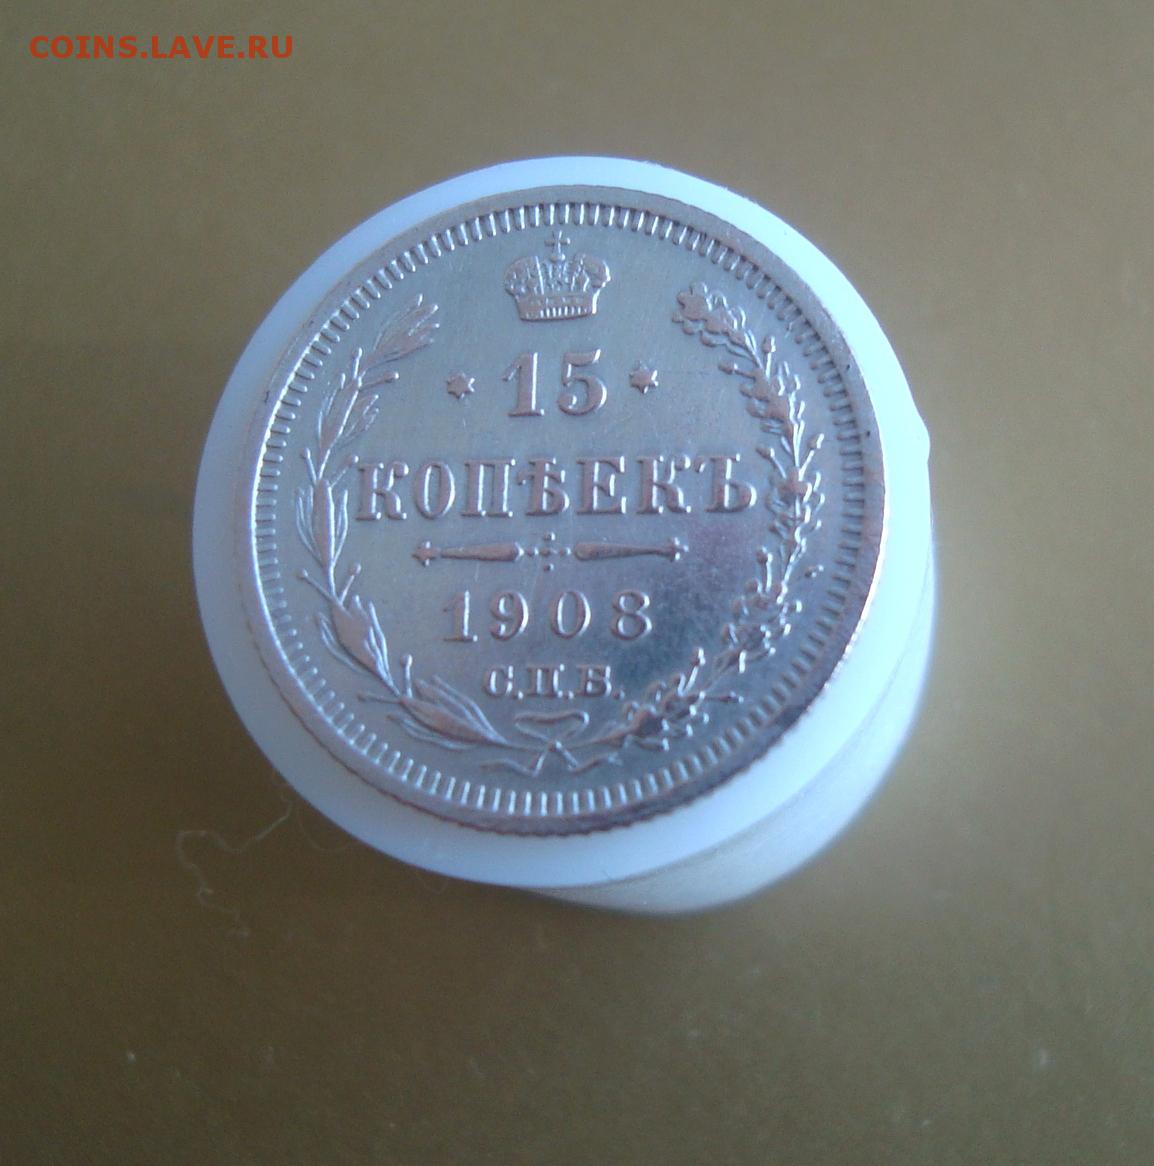 COINS.LAVE.RU
15
КОПѢЕКЪ
1908
С.П.Б.